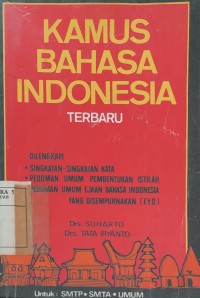 KAMUS
BAHASA
INDONESIA
TERBARU
DILENGKAPI
• SINGKATAN-SINGKATAN KATA
• PEDOMAN UMUM PEMBENTUKAN ISTILAH
PEDOMAN UMUM EJAAN BAHASA INDONESIA
YANG DISEMPURNAKAN (EYD)
Drs. SUHARTO
Drs. TATA IRYANTO
Untuk : SMTP • SMTA • UMUM